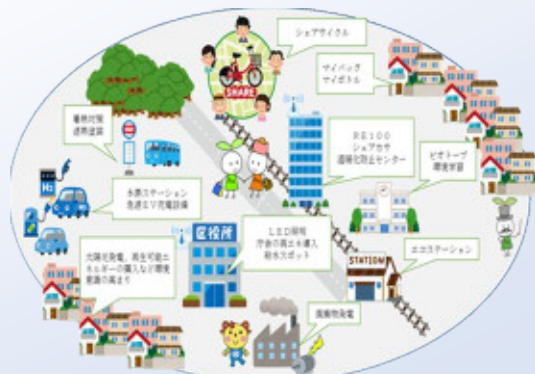 シェアサイクル
SHARE
マイバッグ
マイボトル
暑熱対策
遮熱塗装
RE100
シェアカサ
温暖化防止センター
ビオトープ
環境学習
H2
水素ステーション
急速EV充電設備
区役所
LED照明
庁舎の再エネ導入
給水スポット
エコステーション
STATION
太陽光発電、再生可能エ
ネルギーの購入など環境
意識の高まり
廃棄物発電